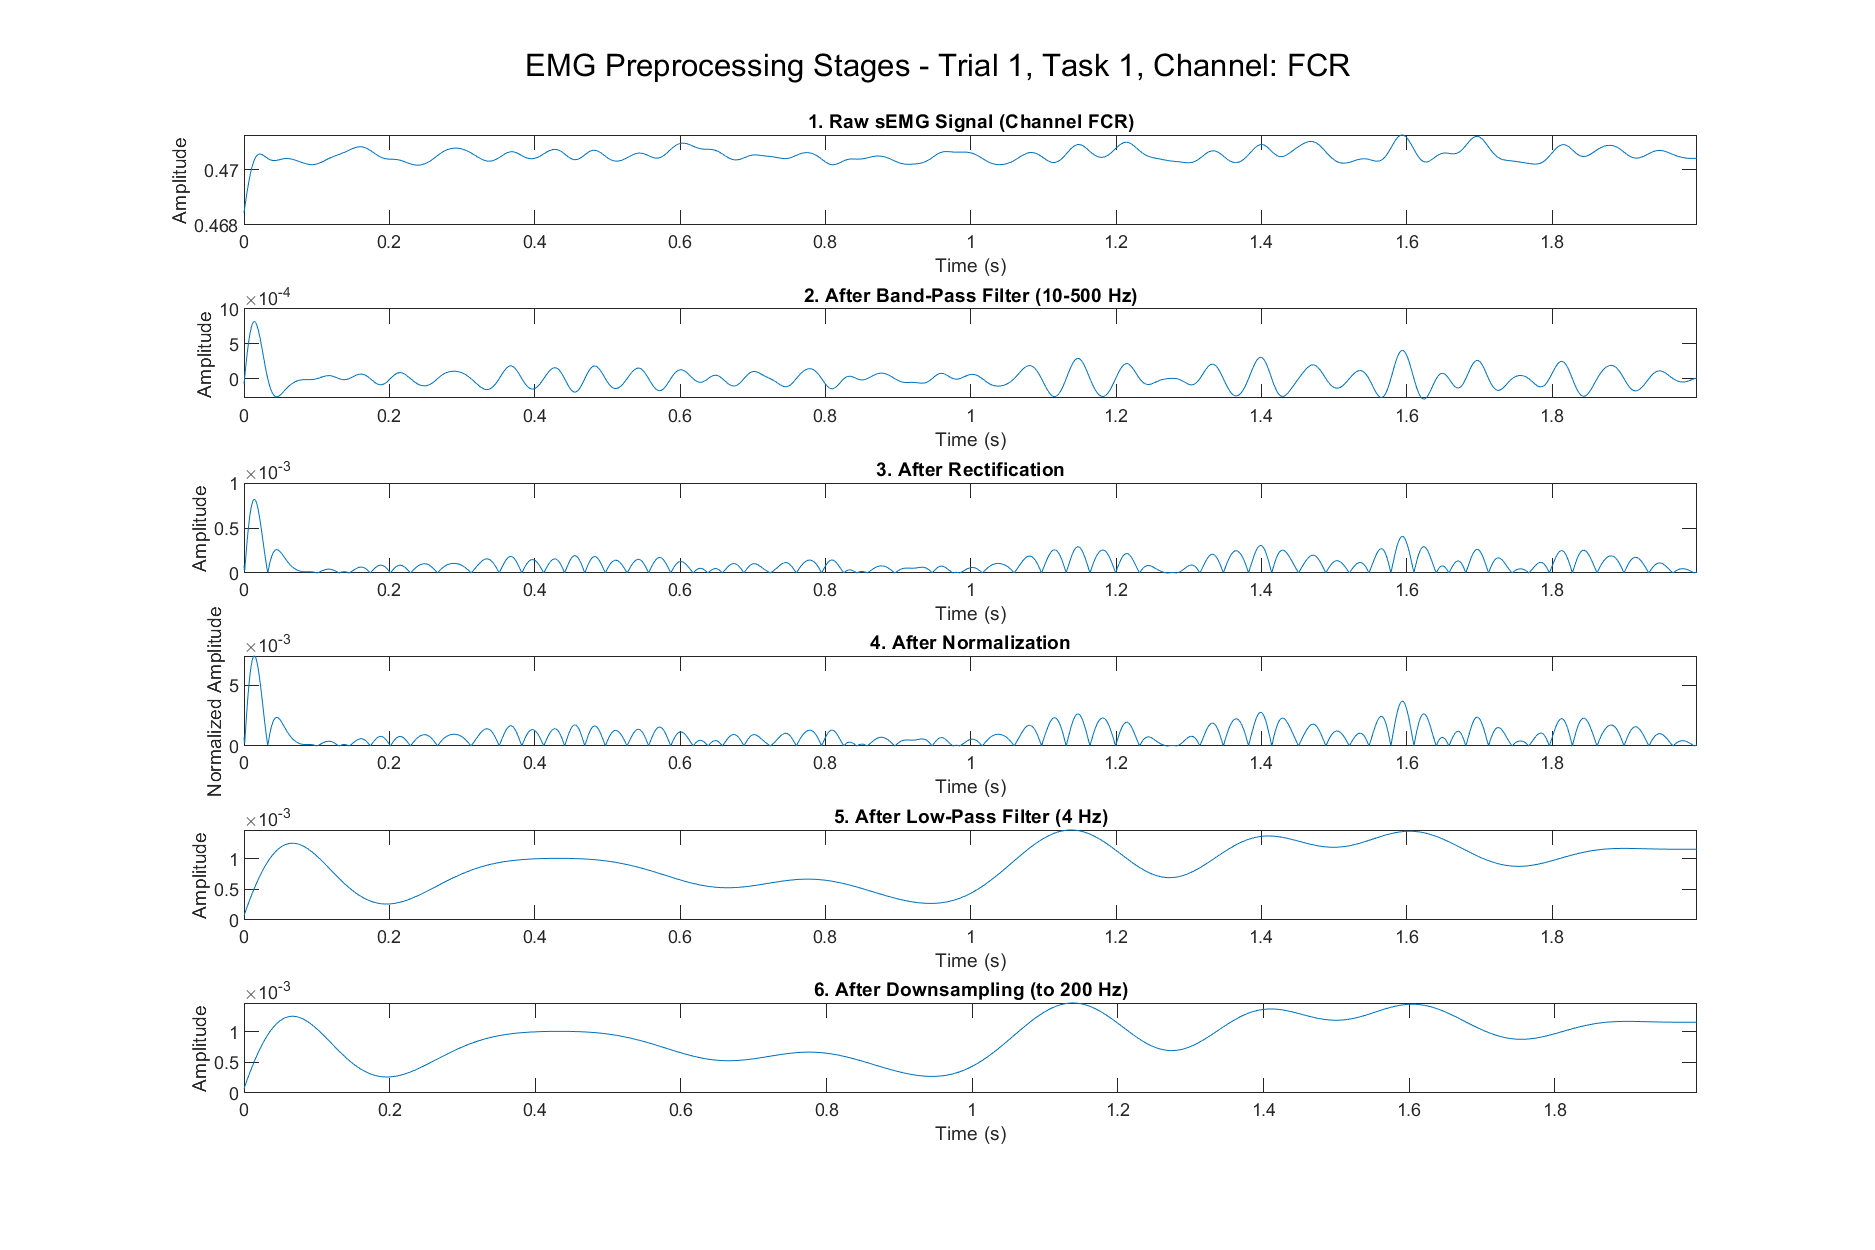 EMG Preprocessing Stages - Trial 1, Task 1, Channel: FCR
1. Raw sEMG Signal (Channel FCR)
Amplitude
0.47
0.468
0 0.2 0.4 0.6 0.8 1 1.2 1.4 1.6 1.8
Time (s)
2. After Band-Pass Filter (10-500 Hz)
×10^-4
Amplitude
10
5
0
0 0.2 0.4 0.6 0.8 1 1.2 1.4 1.6 1.8
Time (s)
3. After Rectification
×10^-3
Amplitude
1
0.5
0
0 0.2 0.4 0.6 0.8 1 1.2 1.4 1.6 1.8
Time (s)
4. After Normalization
×10^-3
Normalized Amplitude
5
0
0 0.2 0.4 0.6 0.8 1 1.2 1.4 1.6 1.8
Time (s)
5. After Low-Pass Filter (4 Hz)
×10^-3
Amplitude
1
0.5
0
0 0.2 0.4 0.6 0.8 1 1.2 1.4 1.6 1.8
Time (s)
6. After Downsampling (to 200 Hz)
×10^-3
Amplitude
1
0.5
0
0 0.2 0.4 0.6 0.8 1 1.2 1.4 1.6 1.8
Time (s)